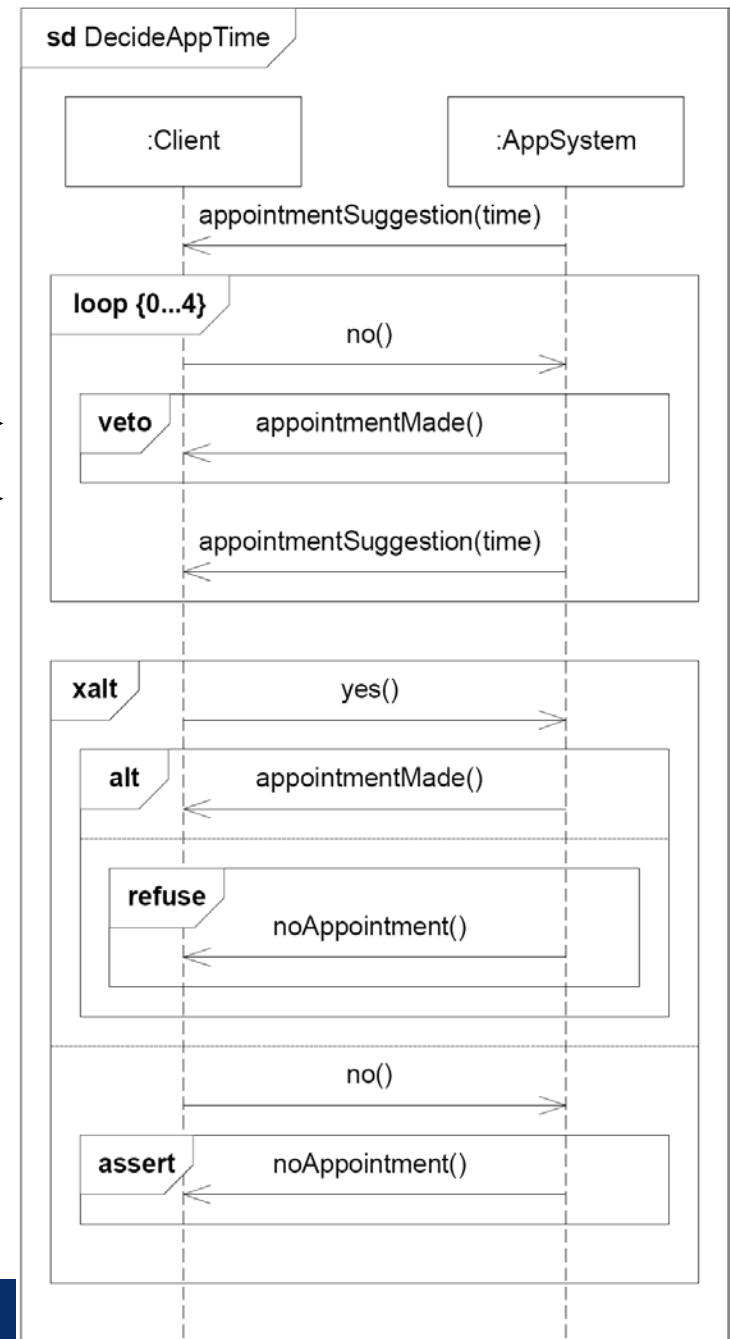 sd DecideAppTime
:Client
:AppSystem
appointmentSuggestion(time)
loop {0...4}
no()
veto
appointmentMade()
appointmentSuggestion(time)
xalt
yes()
alt
appointmentMade()
refuse
noAppointment()
no()
assert
noAppointment()